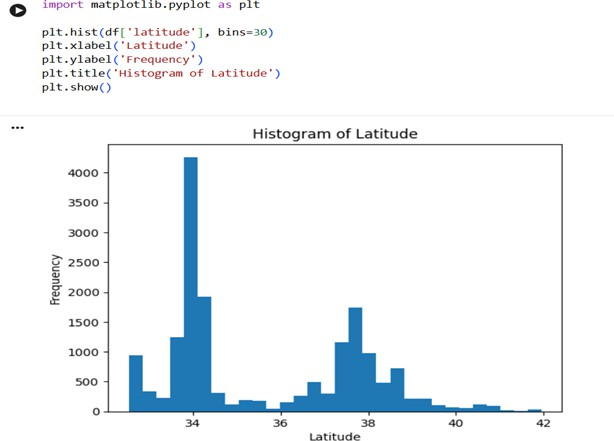 import matplotlib.pyplot as plt
plt.hist(df['latitude'], bins=30)
plt.xlabel('Latitude')
plt.ylabel('Frequency')
plt.title('Histogram of Latitude')
plt.show()
Histogram of Latitude
4000
3500
3000
2500
2000
1500
1000
500
0
Frequency
34 36 38 40 42
Latitude